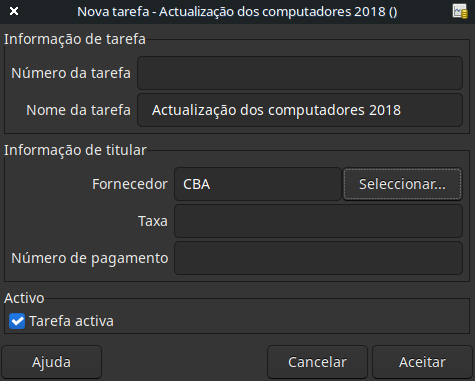 Nova tarefa - Actualização dos computadores 2018 ()
Informação de tarefa
Número da tarefa
Nome da tarefa Actualização dos computadores 2018
Informação de titular
Fornecedor CBA Seleccionar...
Taxa
Número de pagamento
Activo
Tarefa activa
Ajuda Cancelar Aceitar